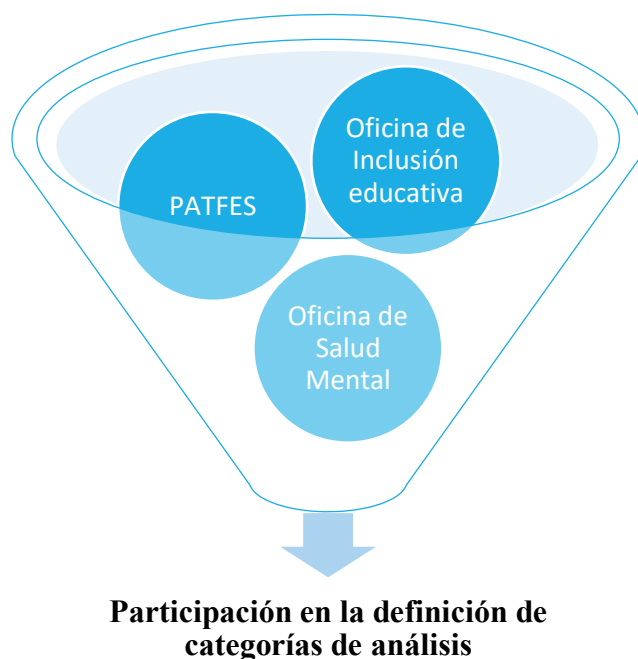 Oficina de
Inclusión
educativa
PATFES
Oficina de
Salud
Mental
Participación en la definición de
categorías de análisis